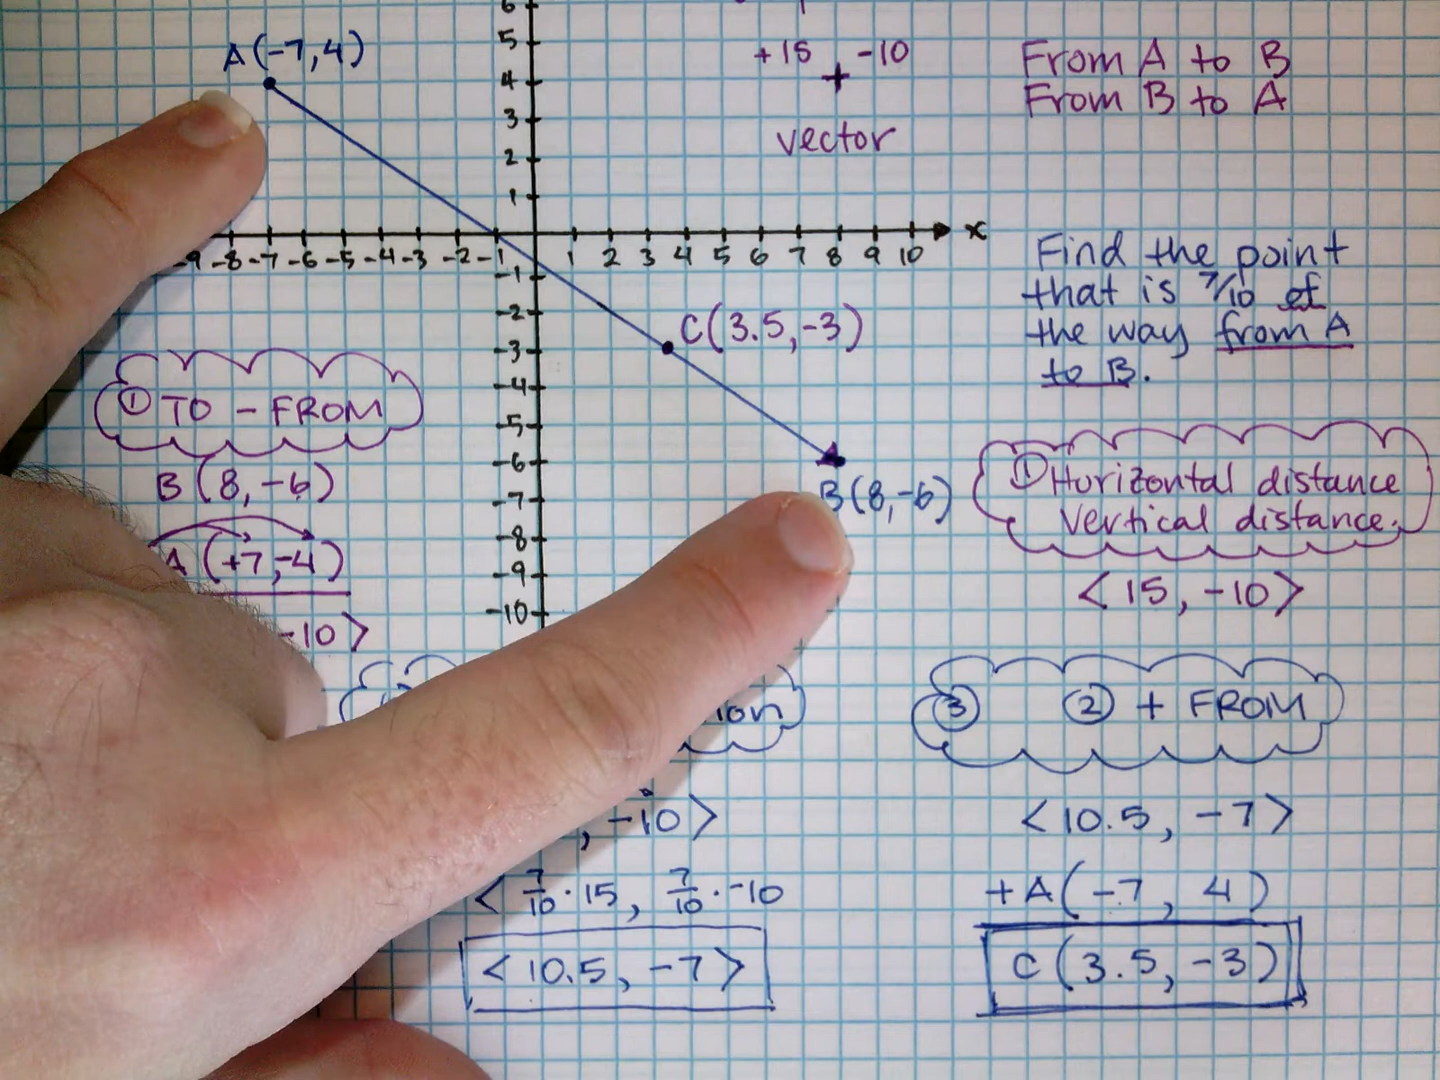 A(-7,4)
+15 -10
+
vector
From A to B
From B to A
6
5
4
3
2
1
-9 -8 -7 -6 -5 -4 -3 -2 -1 1 2 3 4 5 6 7 8 9 10 x
-1
-2
-3
-4
-5
-6
-7
-8
-9
-10
C(3.5,-3)
B(8,-6)
Find the point
that is 7/10 of
the way from A
to B.
① TO - FROM
B(8,-6)
A(+7,-4)
-10>
① Horizontal distance
Vertical distance.
<15, -10>
, -10>
<7/10 · 15, 7/10 · -10
<10.5, -7>
③ ② + FROM
<10.5, -7>
+A(-7, 4)
C(3.5, -3)